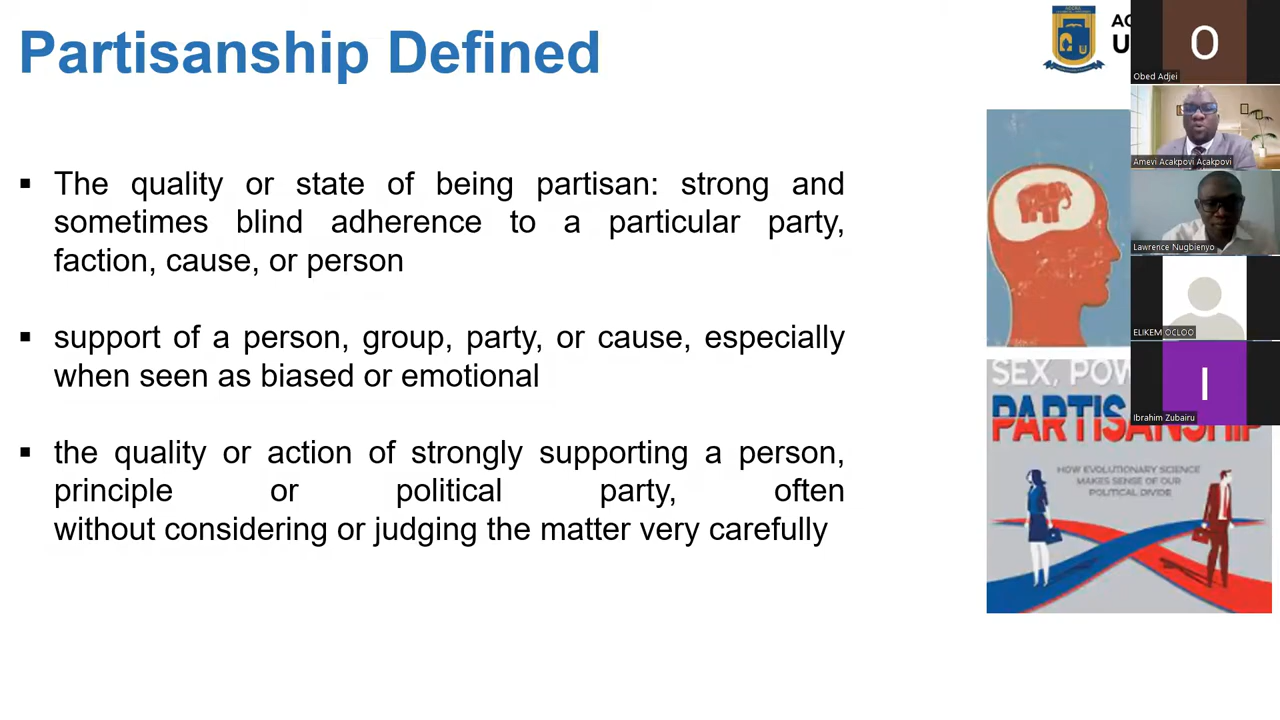 Partisanship Defined
▪ The quality or state of being partisan: strong and
sometimes blind adherence to a particular party,
faction, cause, or person
▪ support of a person, group, party, or cause, especially
when seen as biased or emotional
▪ the quality or action of strongly supporting a person,
principle or political party, often
without considering or judging the matter very carefully
SEX,
PARTISANSHIP
HOW EVOLUTIONARY SCIENCE
MAKES SENSE OF OUR
POLITICAL DIVIDE
O
Obed Adjei
Amevi Acakpovi Acakpovi
Lawrence Nugbienyo
ELIKEM OCLOO
I
Ibrahim Zubairu